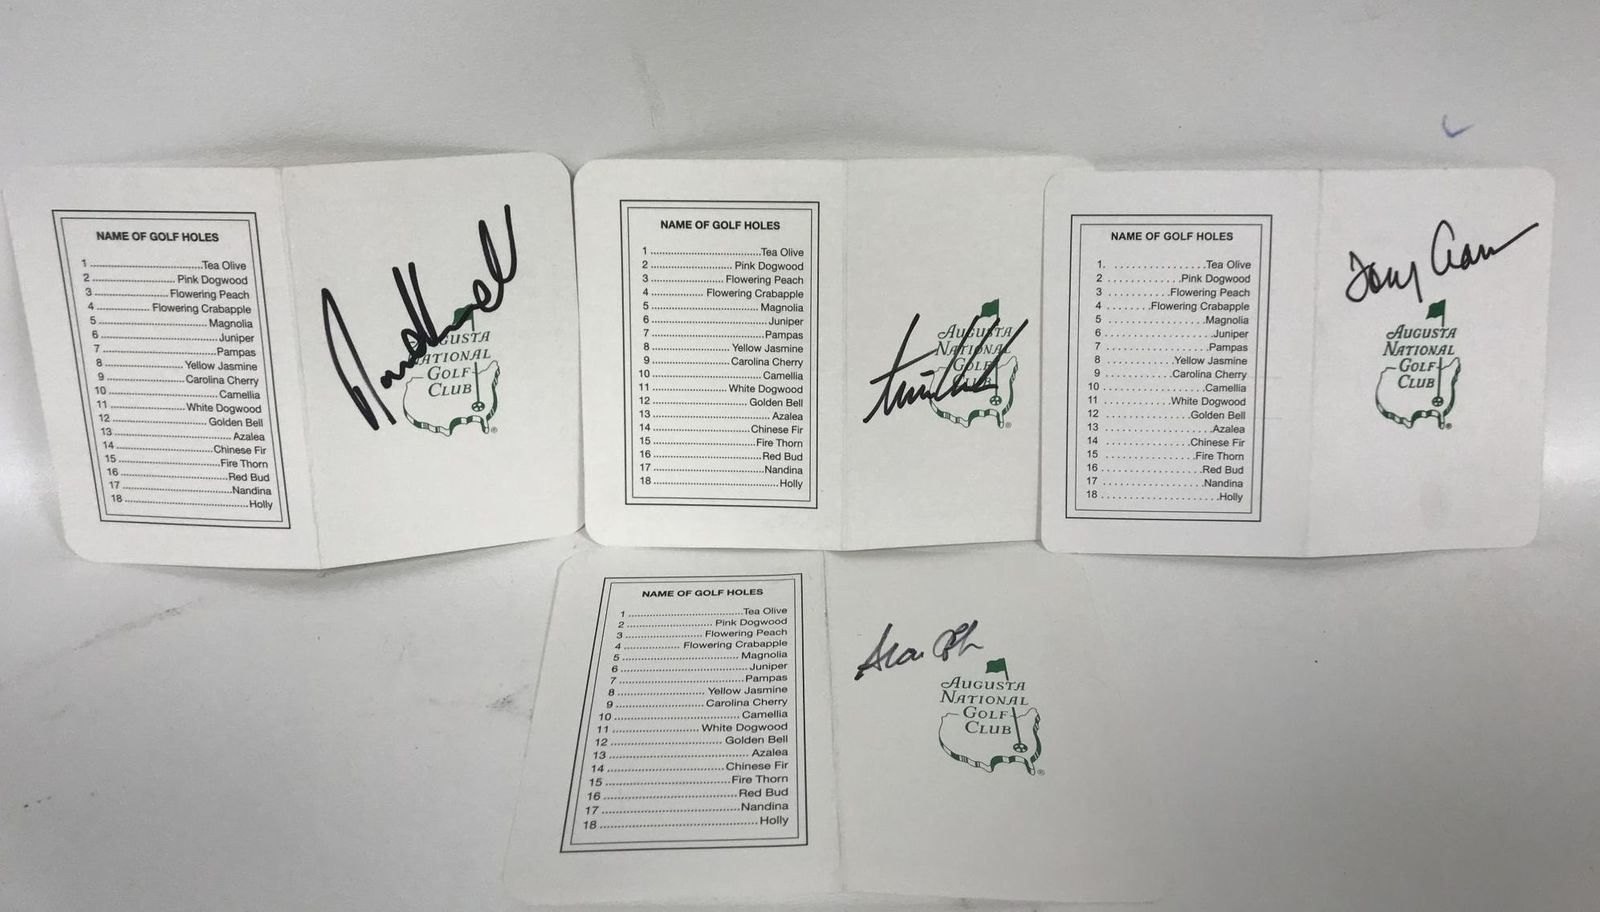 NAME OF GOLF HOLES
1 ..........Tea Olive
2 ..........Pink Dogwood
3 ..........Flowering Peach
4 ..........Flowering Crabapple
5 ..........Magnolia
6 ..........Juniper
7 ..........Pampas
8 ..........Yellow Jasmine
9 ..........Carolina Cherry
10 ..........Camellia
11 ..........White Dogwood
12 ..........Golden Bell
13 ..........Azalea
14 ..........Chinese Fir
15 ..........Fire Thorn
16 ..........Red Bud
17 ..........Nandina
18 ..........Holly
AUGUSTA
NATIONAL
GOLF
CLUB
®
NAME OF GOLF HOLES
1 ..........Tea Olive
2 ..........Pink Dogwood
3 ..........Flowering Peach
4 ..........Flowering Crabapple
5 ..........Magnolia
6 ..........Juniper
7 ..........Pampas
8 ..........Yellow Jasmine
9 ..........Carolina Cherry
10 ..........Camellia
11 ..........White Dogwood
12 ..........Golden Bell
13 ..........Azalea
14 ..........Chinese Fir
15 ..........Fire Thorn
16 ..........Red Bud
17 ..........Nandina
18 ..........Holly
AUGUSTA
NATIONAL
GOLF
CLUB
®
NAME OF GOLF HOLES
1. ..........Tea Olive
2 ..........Pink Dogwood
3 ..........Flowering Peach
4 ..........Flowering Crabapple
5 ..........Magnolia
6 ..........Juniper
7 ..........Pampas
8 ..........Yellow Jasmine
9 ..........Carolina Cherry
10 ..........Camellia
11 ..........White Dogwood
12 ..........Golden Bell
13 ..........Azalea
14 ..........Chinese Fir
15 ..........Fire Thorn
16 ..........Red Bud
17 ..........Nandina
18 ..........Holly
Tony
AUGUSTA
NATIONAL
GOLF
CLUB
®
NAME OF GOLF HOLES
1 ..........Tea Olive
2 ..........Pink Dogwood
3 ..........Flowering Peach
4 ..........Flowering Crabapple
5 ..........Magnolia
6 ..........Juniper
7 ..........Pampas
8 ..........Yellow Jasmine
9 ..........Carolina Cherry
10 ..........Camellia
11 ..........White Dogwood
12 ..........Golden Bell
13 ..........Azalea
14 ..........Chinese Fir
15 ..........Fire Thorn
16 ..........Red Bud
17 ..........Nandina
18 ..........Holly
AUGUSTA
NATIONAL
GOLF
CLUB
®